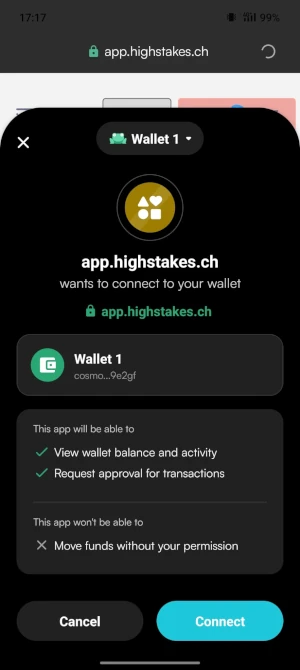 17:17
99%
app.highstakes.ch
Wallet 1
app.highstakes.ch
wants to connect to your wallet
app.highstakes.ch
Wallet 1
cosmo...9e2gf
This app will be able to
View wallet balance and activity
Request approval for transactions
This app won't be able to
Move funds without your permission
Cancel
Connect